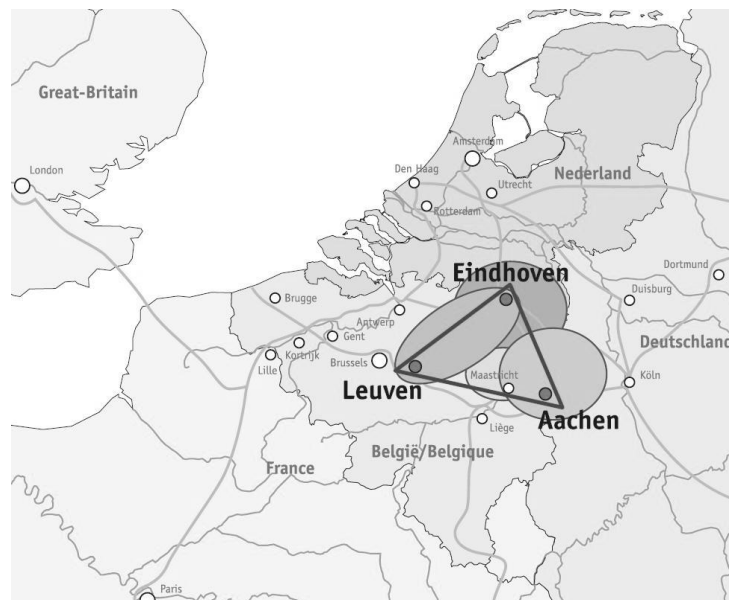 Great-Britain
London
Amsterdam
Den Haag
Utrecht
Nederland
Rotterdam
Eindhoven
Dortmund
Duisburg
Brugge
Antwerp
Gent
Deutschland
Kortrijk
Lille
Brussels
Leuven
Maastricht
Köln
Aachen
Liège
België/Belgique
France
Paris